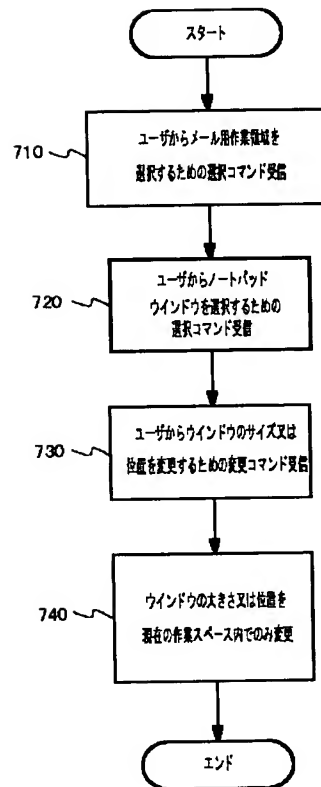 スタート
710
ユーザからメール用作業領域を
選択するための選択コマンド受信
720
ユーザからノートパッド
ウインドウを選択するための
選択コマンド受信
730
ユーザからウインドウのサイズ又は
位置を変更するための変更コマンド受信
740
ウインドウの大きさ又は位置を
現在の作業スペース内でのみ変更
エンド